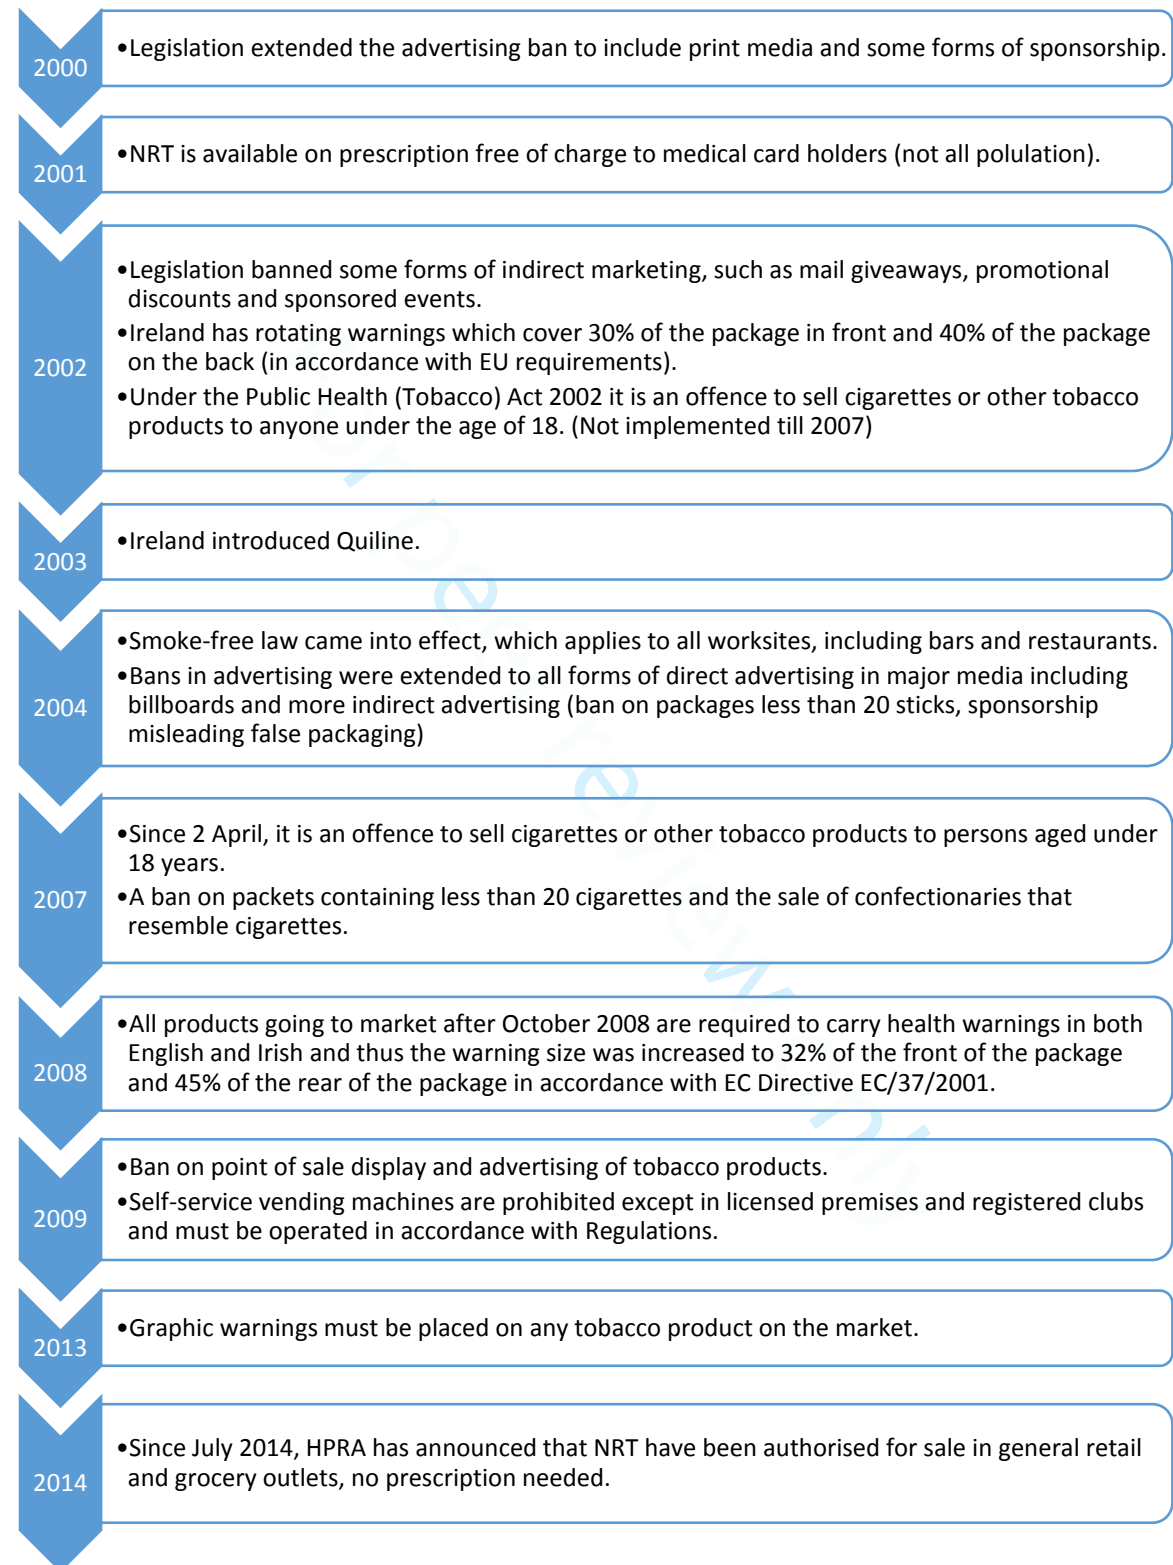 2000
•Legislation extended the advertising ban to include print media and some forms of sponsorship.
2001
•NRT is available on prescription free of charge to medical card holders (not all polulation).
2002
•Legislation banned some forms of indirect marketing, such as mail giveaways, promotional
discounts and sponsored events.
•Ireland has rotating warnings which cover 30% of the package in front and 40% of the package
on the back (in accordance with EU requirements).
•Under the Public Health (Tobacco) Act 2002 it is an offence to sell cigarettes or other tobacco
products to anyone under the age of 18. (Not implemented till 2007)
2003
•Ireland introduced Quiline.
2004
•Smoke-free law came into effect, which applies to all worksites, including bars and restaurants.
•Bans in advertising were extended to all forms of direct advertising in major media including
billboards and more indirect advertising (ban on packages less than 20 sticks, sponsorship
misleading false packaging)
2007
•Since 2 April, it is an offence to sell cigarettes or other tobacco products to persons aged under
18 years.
•A ban on packets containing less than 20 cigarettes and the sale of confectionaries that
resemble cigarettes.
2008
•All products going to market after October 2008 are required to carry health warnings in both
English and Irish and thus the warning size was increased to 32% of the front of the package
and 45% of the rear of the package in accordance with EC Directive EC/37/2001.
2009
•Ban on point of sale display and advertising of tobacco products.
•Self-service vending machines are prohibited except in licensed premises and registered clubs
and must be operated in accordance with Regulations.
2013
•Graphic warnings must be placed on any tobacco product on the market.
2014
•Since July 2014, HPRA has announced that NRT have been authorised for sale in general retail
and grocery outlets, no prescription needed.